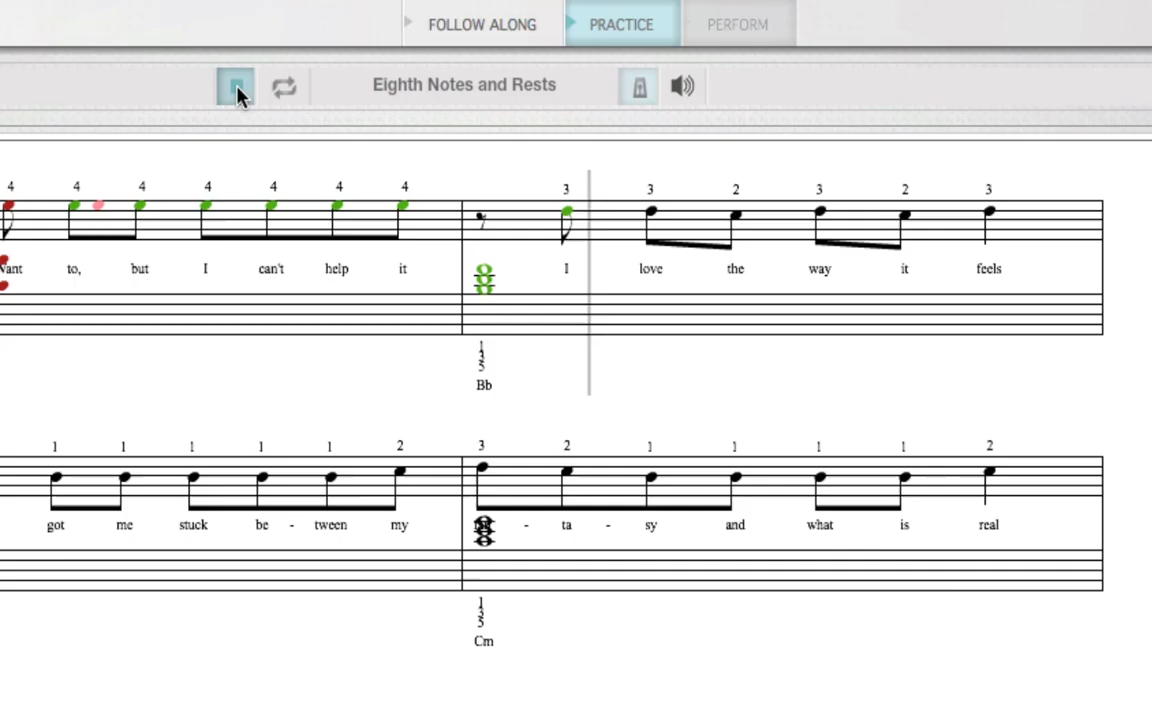 FOLLOW ALONG PRACTICE PERFORM
Eighth Notes and Rests
4 4 4 4 4 4 4 3 3 2 3 2 3
to, but I can't help it I love the way it feels
1
3
5
Bb
1 1 1 1 1 2 3 2 1 1 1 1 2
got me stuck be - tween my - ta - sy and what is real
1
3
5
Cm